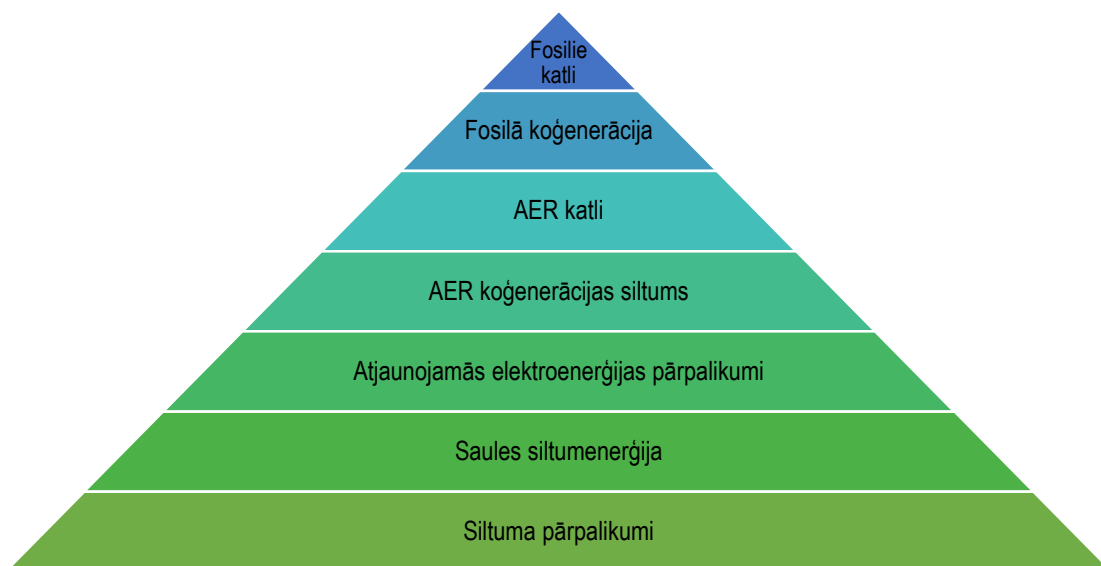 Fosilie
katli
Fosilā koģenerācija
AER katli
AER koģenerācijas siltums
Atjaunojamās elektroenerģijas pārpalikumi
Saules siltumenerģija
Siltuma pārpalikumi